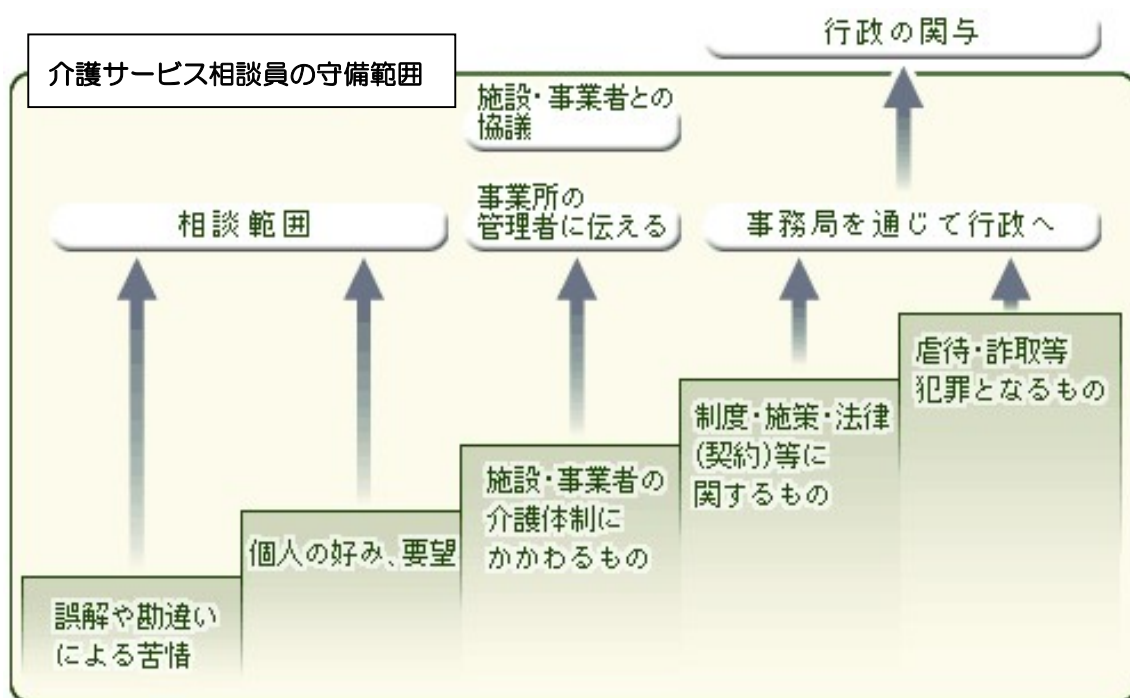 行政の関与
介護サービス相談員の守備範囲
施設・事業者との
協議
相談範囲
事業所の
管理者に伝える
事務局を通じて行政へ
虐待・詐取等
犯罪となるもの
制度・施策・法律
(契約)等に
関するもの
施設・事業者の
介護体制に
かかわるもの
個人の好み、要望
誤解や勘違い
による苦情